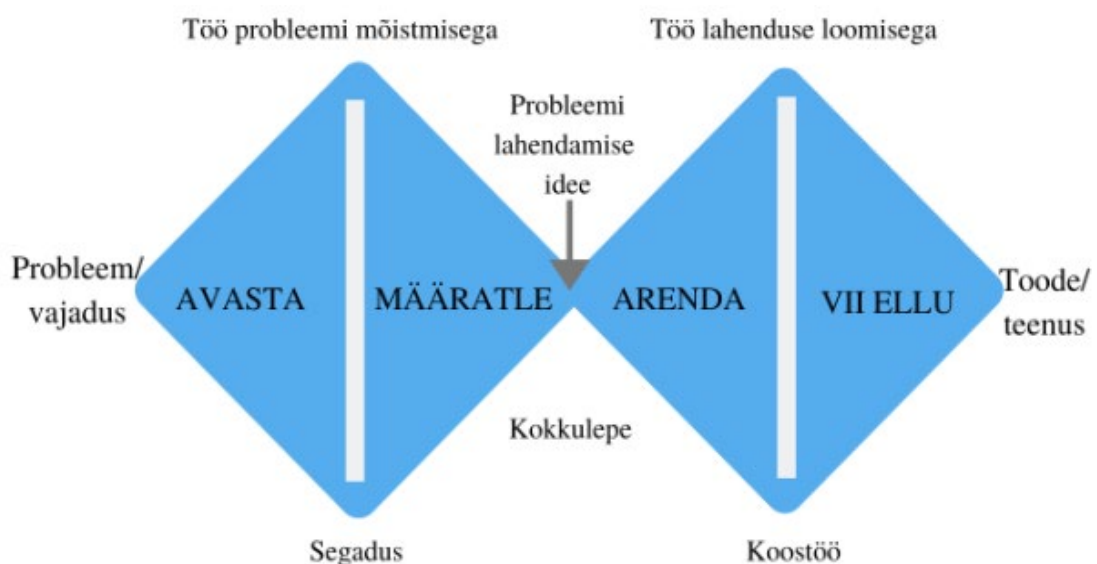 Töö probleemi mõistmisega
Töö lahenduse loomisega
Probleemi
lahendamise
idee
Probleem/
vajadus
AVASTA
MÄÄRATLE
ARENDA
VII ELLU
Toode/
teenus
Kokkulepe
Segadus
Koostöö